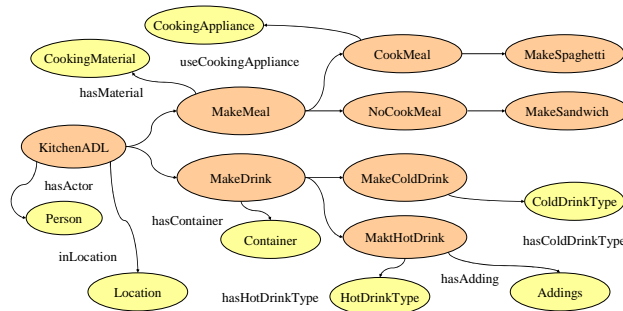 CookingAppliance
CookMeal
MakeSpaghetti
CookingMaterial
useCookingAppliance
hasMaterial
MakeMeal
NoCookMeal
MakeSandwich
KitchenADL
MakeDrink
MakeColdDrink
hasActor
ColdDrinkType
Person
hasContainer
Container
MaktHotDrink
hasColdDrinkType
inLocation
hasAdding
Location
hasHotDrinkType
HotDrinkType
Addings